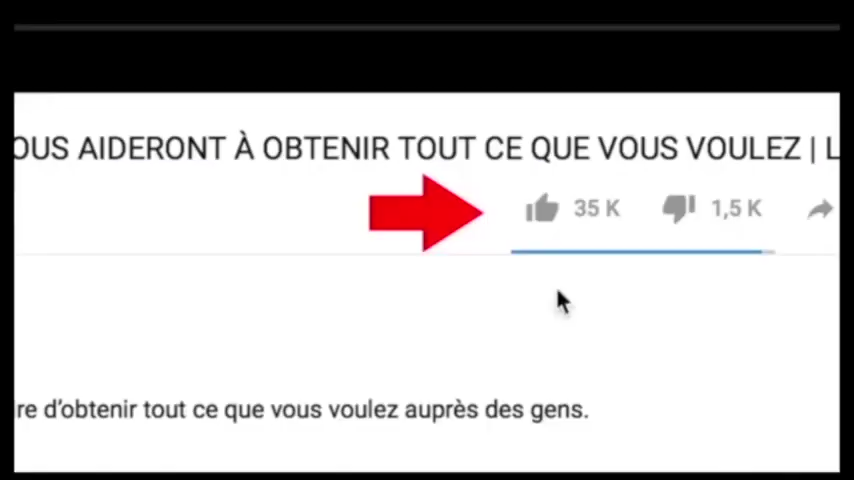 OUS AIDERONT À OBTENIR TOUT CE QUE VOUS VOULEZ | L
35 K 1,5 K
re d'obtenir tout ce que vous voulez auprès des gens.